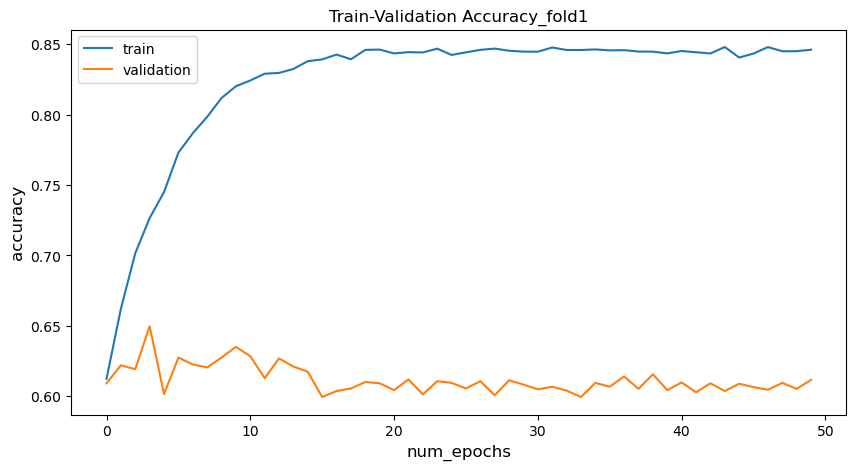 Train-Validation Accuracy_fold1
train
validation
accuracy
0.85
0.80
0.75
0.70
0.65
0.60
0 10 20 30 40 50
num_epochs